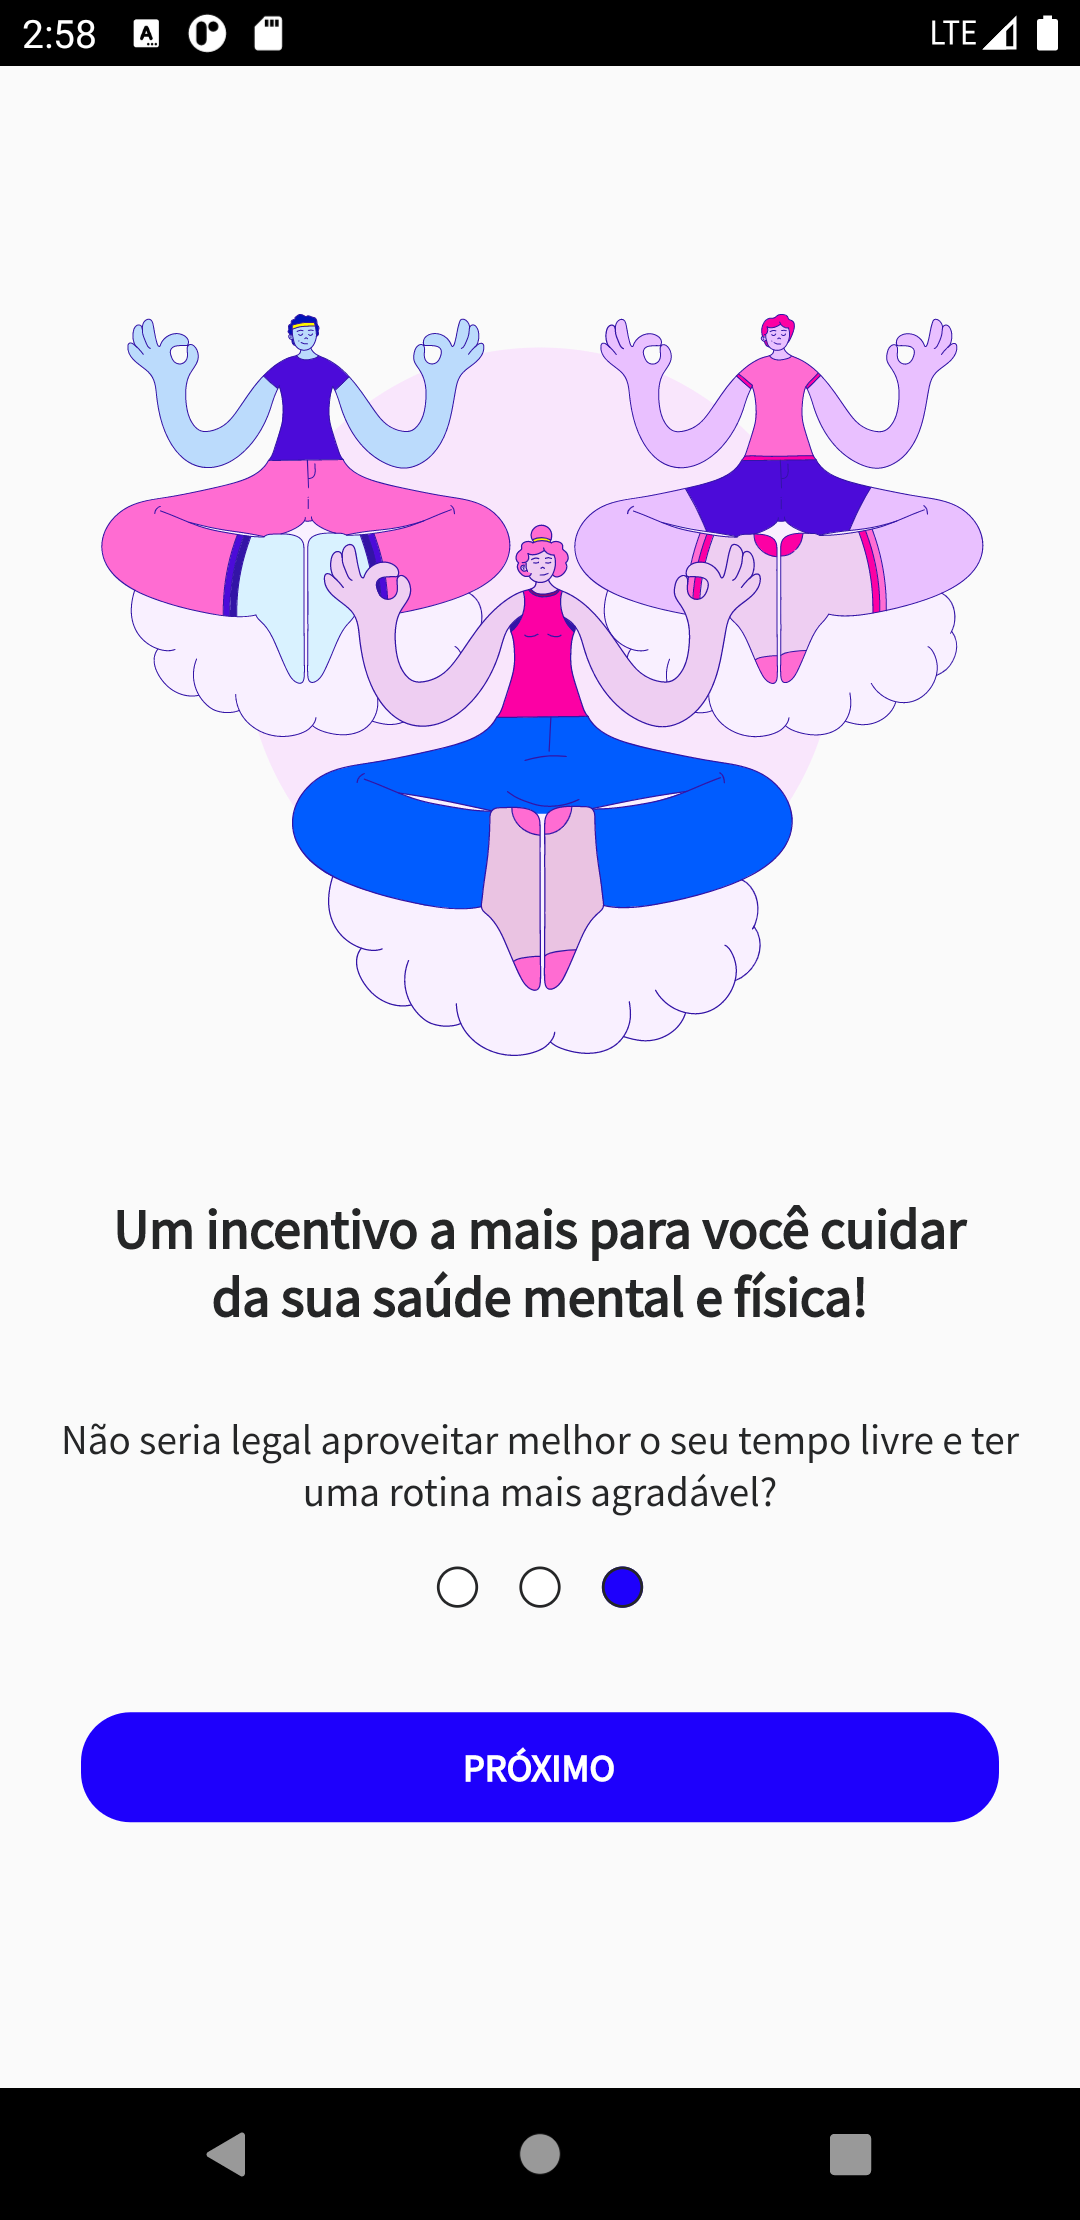 2:58
LTE
Um incentivo a mais para você cuidar
da sua saúde mental e física!
Não seria legal aproveitar melhor o seu tempo livre e ter
uma rotina mais agradável?
PRÓXIMO